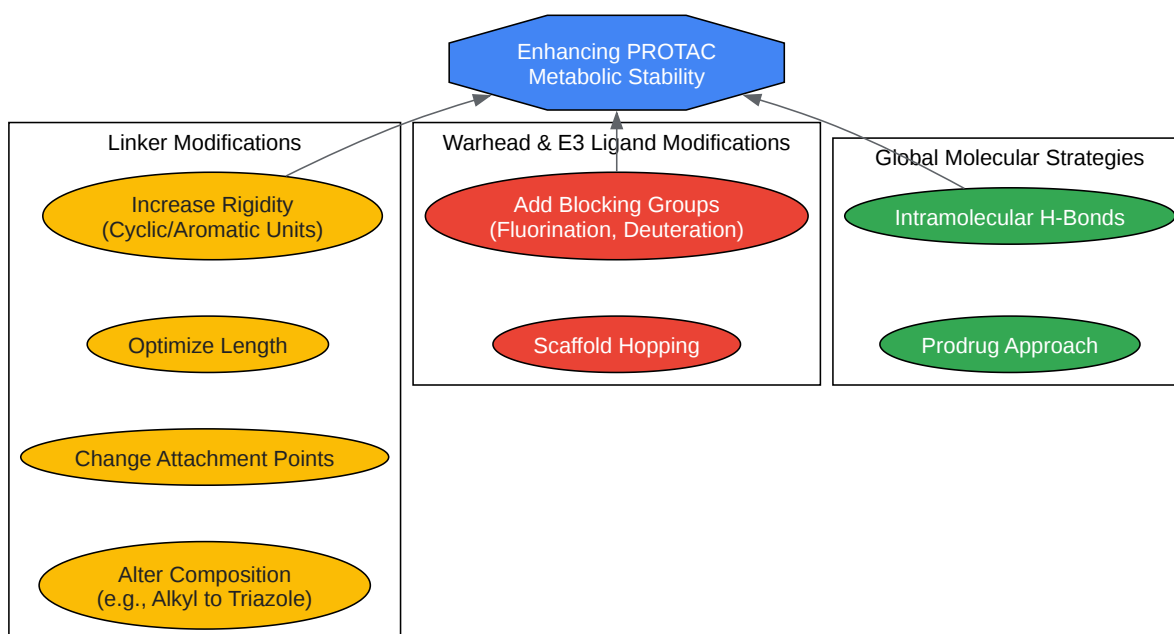 Enhancing PROTAC
Metabolic Stability
Linker Modifications
Increase Rigidity
(Cyclic/Aromatic Units)
Optimize Length
Change Attachment Points
Alter Composition
(e.g., Alkyl to Triazole)
Warhead & E3 Ligand Modifications
Add Blocking Groups
(Fluorination, Deuteration)
Scaffold Hopping
Global Molecular Strategies
Intramolecular H-Bonds
Prodrug Approach